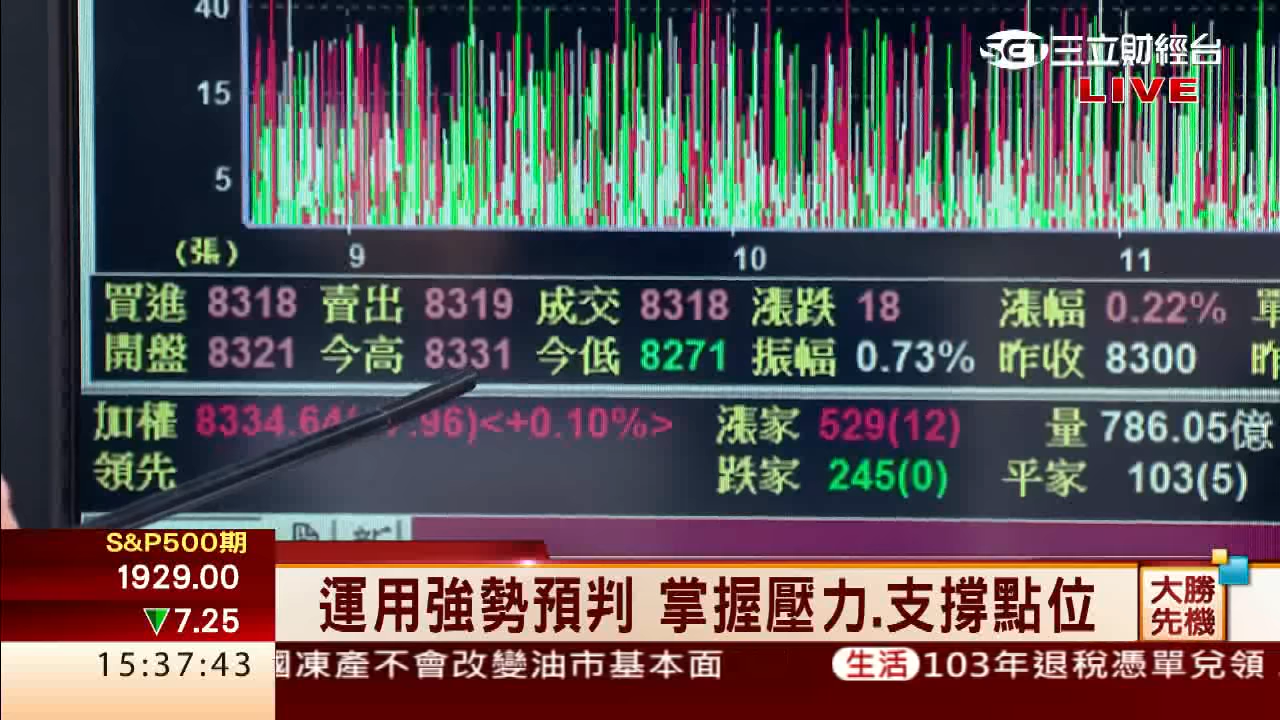 40
三立財經台
LIVE
15
5
(張) 9 10 11
買進 8318 賣出 8319 成交 8318 漲跌 18 漲幅 0.22%
開盤 8321 今高 8331 今低 8271 振幅 0.73% 昨收 8300
加權 8334.64( .96)<+0.10%> 漲家 529(12) 量 786.05億
領先 跌家 245(0) 平家 103(5)
S&P500期
1929.00
▼7.25
運用強勢預判 掌握壓力.支撐點位
大勝先機
15:37:43
國凍產不會改變油市基本面 生活 103年退稅憑單兌領